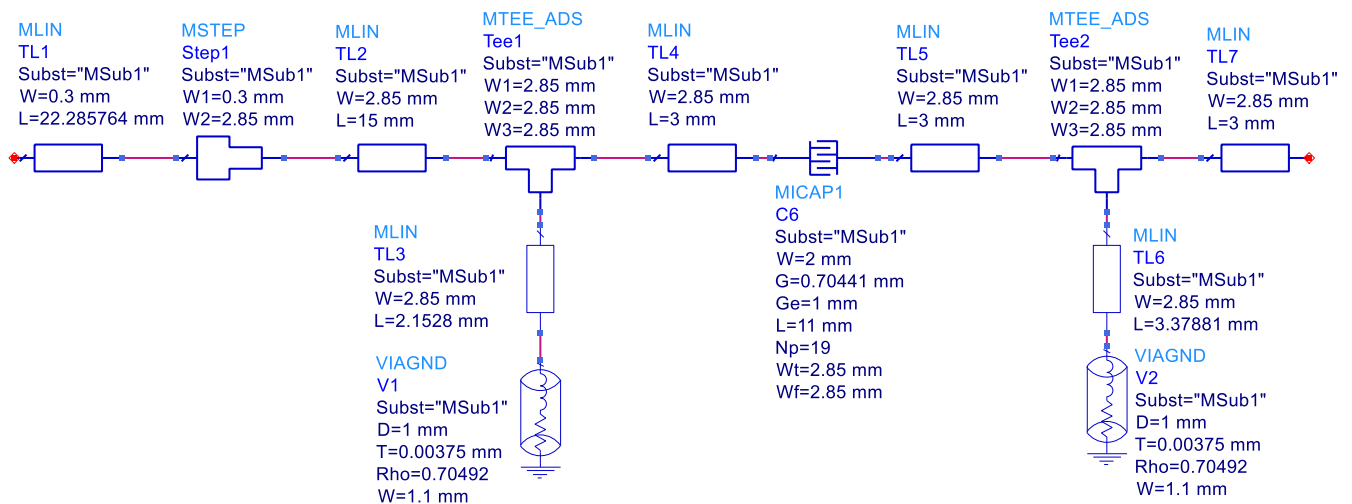 MLIN
TL1
Subst="MSub1"
W=0.3 mm
L=22.285764 mm
MSTEP
Step1
Subst="MSub1"
W1=0.3 mm
W2=2.85 mm
MLIN
TL2
Subst="MSub1"
W=2.85 mm
L=15 mm
MTEE_ADS
Tee1
Subst="MSub1"
W1=2.85 mm
W2=2.85 mm
W3=2.85 mm
MLIN
TL4
Subst="MSub1"
W=2.85 mm
L=3 mm
MLIN
TL5
Subst="MSub1"
W=2.85 mm
L=3 mm
MTEE_ADS
Tee2
Subst="MSub1"
W1=2.85 mm
W2=2.85 mm
W3=2.85 mm
MLIN
TL7
Subst="MSub1"
W=2.85 mm
L=3 mm
MLIN
TL3
Subst="MSub1"
W=2.85 mm
L=2.1528 mm
VIAGND
V1
Subst="MSub1"
D=1 mm
T=0.00375 mm
Rho=0.70492
W=1.1 mm
MICAP1
C6
Subst="MSub1"
W=2 mm
G=0.70441 mm
Ge=1 mm
L=11 mm
Np=19
Wt=2.85 mm
Wf=2.85 mm
MLIN
TL6
Subst="MSub1"
W=2.85 mm
L=3.37881 mm
VIAGND
V2
Subst="MSub1"
D=1 mm
T=0.00375 mm
Rho=0.70492
W=1.1 mm